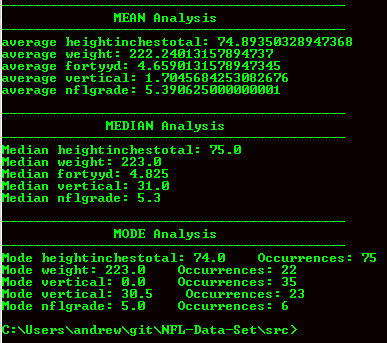 MEAN Analysis
average heightinchestotal: 74.89350328947368
average weight: 222.24013157894737
average fortyyd: 4.6590131578947345
average vertical: 1.7045684253082676
average nflgrade: 5.390625000000001
MEDIAN Analysis
Median heightinchestotal: 75.0
Median weight: 223.0
Median fortyyd: 4.825
Median vertical: 31.0
Median nflgrade: 5.3
MODE Analysis
Mode heightinchestotal: 74.0 Occurrences: 75
Mode weight: 223.0 Occurrences: 22
Mode vertical: 0.0 Occurrences: 35
Mode vertical: 30.5 Occurrences: 23
Mode nflgrade: 5.0 Occurrences: 6
C:\Users\andrew\git\NFL-Data-Set\src>